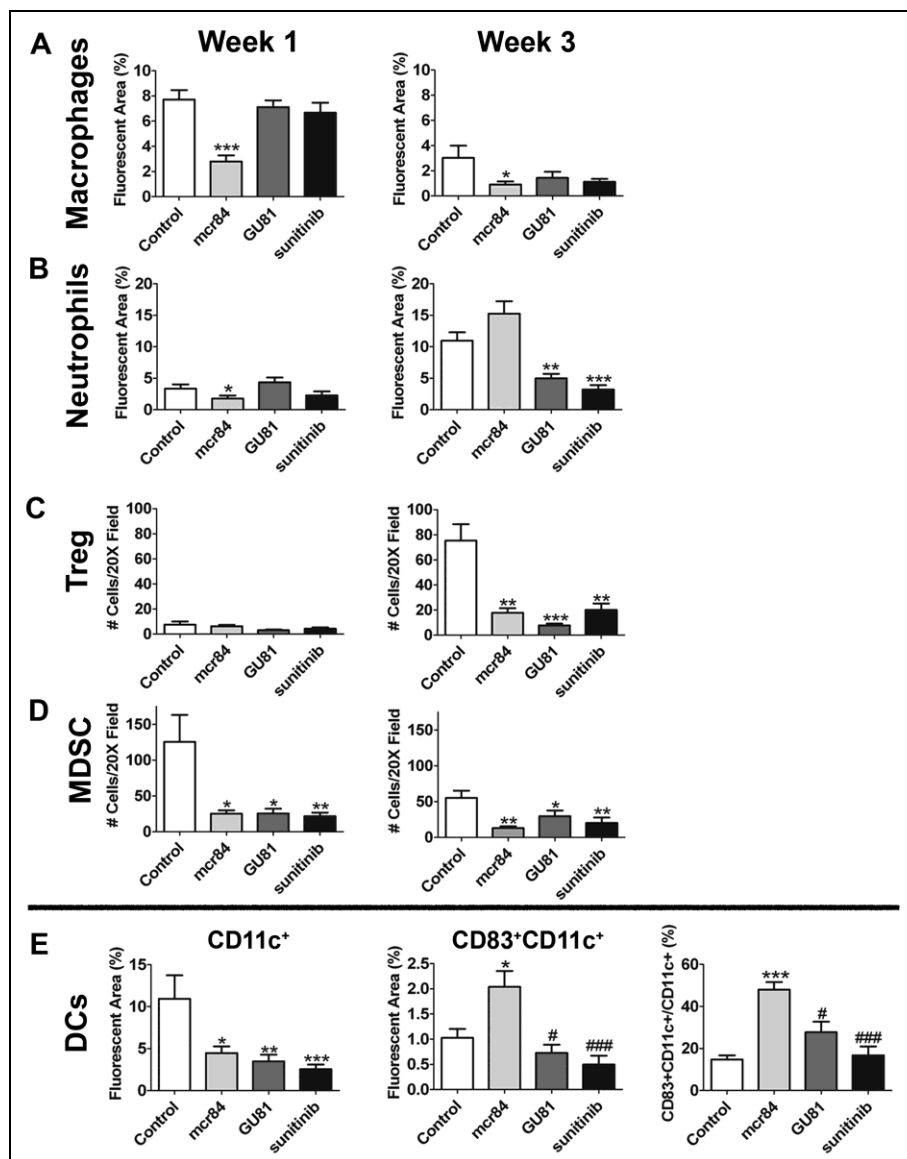 Week 1
Week 3
A
Macrophages
Fluorescent Area (%)
8
6
4
2
0
***
Control
mcr84
GU81
sunitinib
Fluorescent Area (%)
10
8
6
4
2
0
*
Control
mcr84
GU81
sunitinib
B
Neutrophils
Fluorescent Area (%)
20
15
10
5
0
*
Control
mcr84
GU81
sunitinib
Fluorescent Area (%)
20
15
10
5
0
**
***
Control
mcr84
GU81
sunitinib
C
Treg
# Cells/20X Field
100
80
60
40
20
0
Control
mcr84
GU81
sunitinib
# Cells/20X Field
100
80
60
40
20
0
**
***
**
Control
mcr84
GU81
sunitinib
D
MDSC
# Cells/20X Field
150
100
50
0
*
*
**
Control
mcr84
GU81
sunitinib
# Cells/20X Field
150
100
50
0
**
*
**
Control
mcr84
GU81
sunitinib
E
DCs
CD11c⁺
Fluorescent Area (%)
15
10
5
0
*
**
***
Control
mcr84
GU81
sunitinib
CD83⁺CD11c⁺
Fluorescent Area (%)
2.5
2.0
1.5
1.0
0.5
0.0
*
#
###
Control
mcr84
GU81
sunitinib
CD83+CD11c+/CD11c+ (%)
60
40
20
0
***
#
###
Control
mcr84
GU81
sunitinib